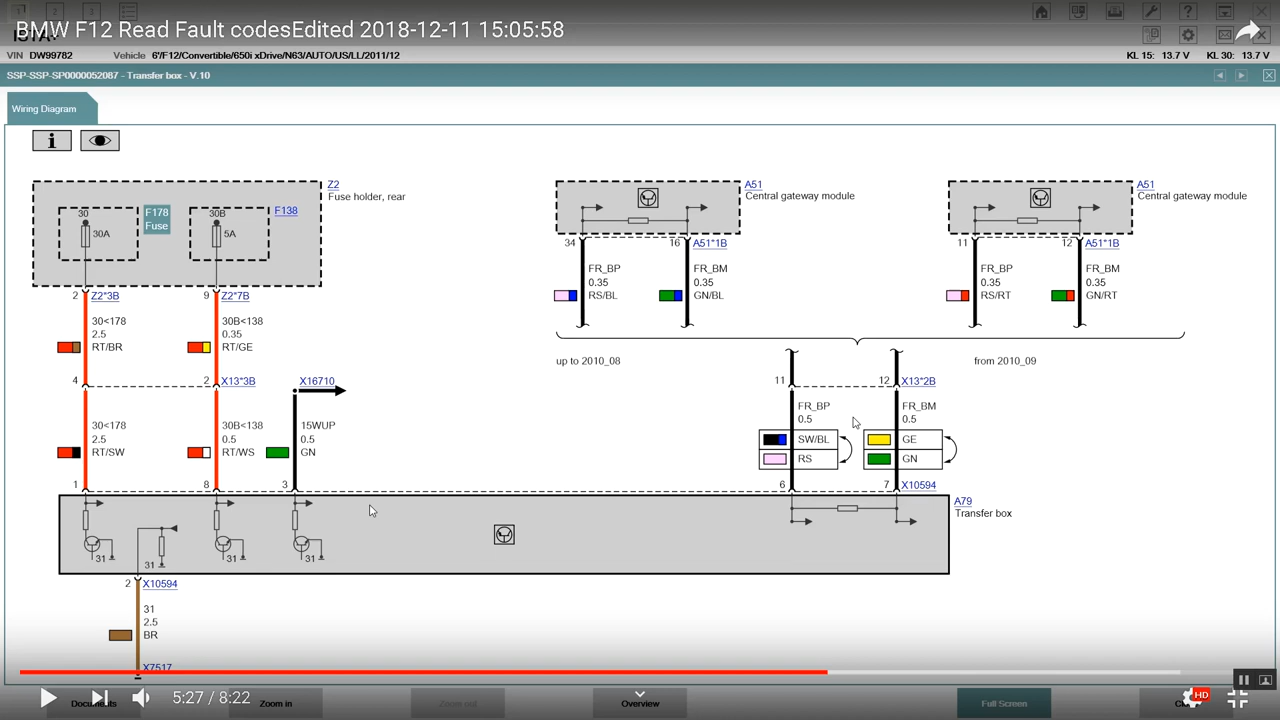 BMW F12 Read Fault codesEdited 2018-12-11 15:05:58
VIN DW99782 Vehicle 6'/F12/Convertible/650i xDrive/N63/AUTO/US/LL/2011/12 KL 15: 13.7 V KL 30: 13.7 V
SSP-SSP-SP0000052087 - Transfer box - V.10
Wiring Diagram
i
Z2
Fuse holder, rear
30
30A
F178
Fuse
30B
5A
F138
A51
Central gateway module
A51
Central gateway module
2 Z2*3B
9 Z2*7B
34
16 A51*1B
11
12 A51*1B
30<178
2.5
RT/BR
30B<138
0.35
RT/GE
FR_BP
0.35
RS/BL
FR_BM
0.35
GN/BL
FR_BP
0.35
RS/RT
FR_BM
0.35
GN/RT
up to 2010_08
from 2010_09
4
2 X13*3B
X16710
11
12 X13*2B
30<178
2.5
RT/SW
30B<138
0.5
RT/WS
15WUP
0.5
GN
FR_BP
0.5
SW/BL
RS
FR_BM
0.5
GE
GN
1
8
3
6
7 X10594
A79
Transfer box
31
31
31
31
2 X10594
31
2.5
BR
X7517
5:27 / 8:22
HD
Documents
Zoom in
Zoom out
Overview
Full Screen